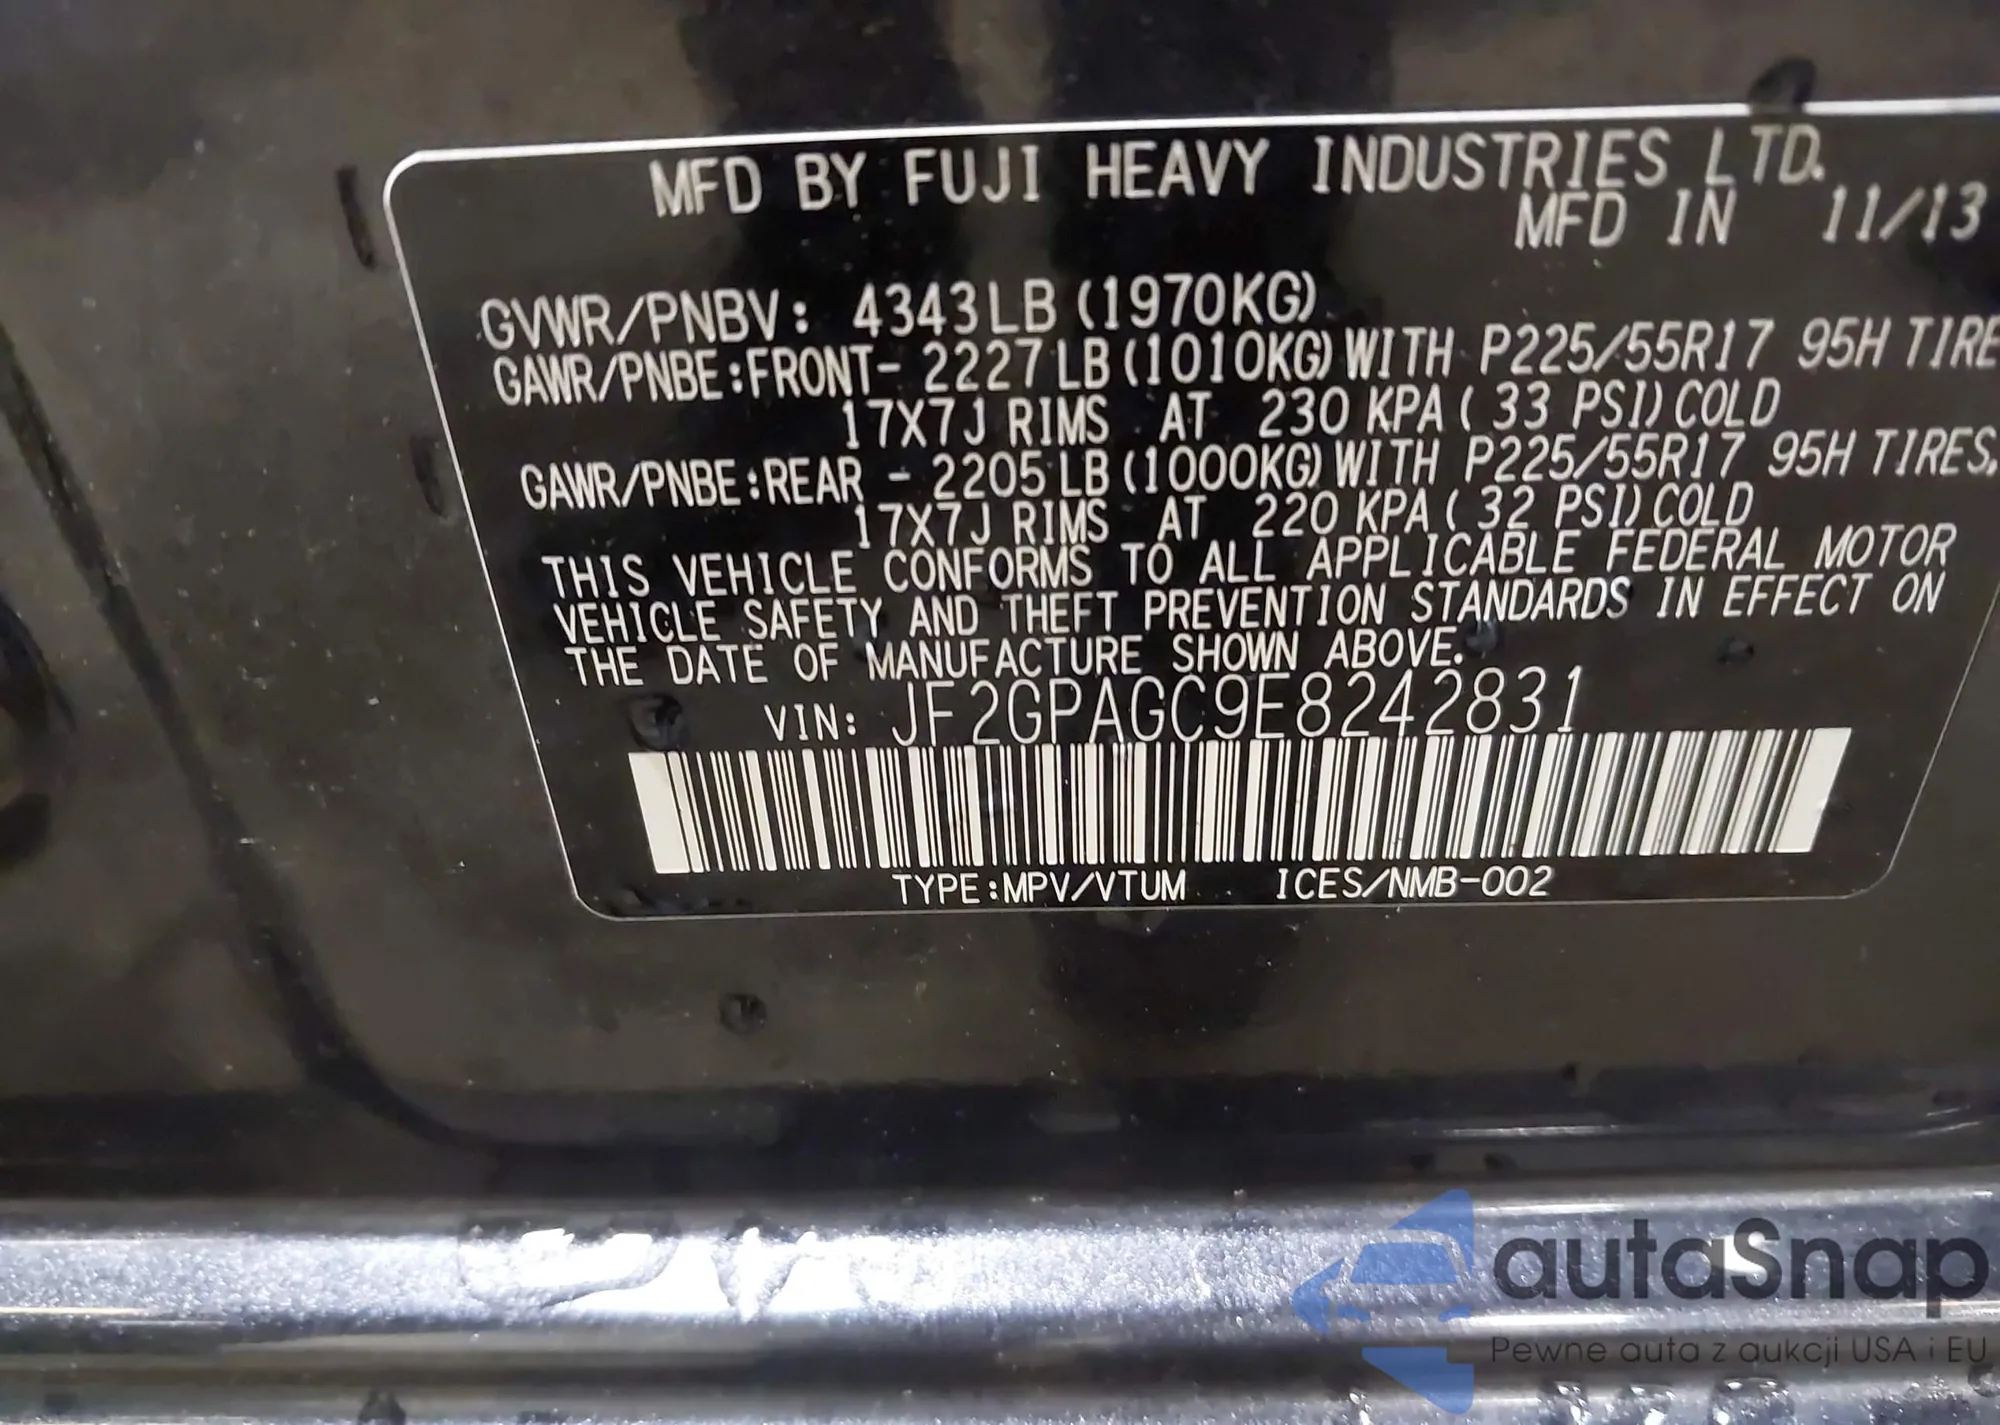 MFD BY FUJI HEAVY INDUSTRIES LTD.
MFD IN 11/13
GVWR/PNBV: 4343LB (1970KG)
GAWR/PNBE:FRONT- 2227 LB (1010KG) WITH P225/55R17 95H TIRE
17X7J RIMS AT 230 KPA ( 33 PSI) COLD
GAWR/PNBE:REAR - 2205 LB (1000KG) WITH P225/55R17 95H TIRES,
17X7J RIMS AT 220 KPA ( 32 PSI) COLD
THIS VEHICLE CONFORMS TO ALL APPLICABLE FEDERAL MOTOR
VEHICLE SAFETY AND THEFT PREVENTION STANDARDS IN EFFECT ON
THE DATE OF MANUFACTURE SHOWN ABOVE.
VIN: JF2GPAGC9E8242831
TYPE:MPV/VTUM ICES/NMB-002
autaSnap
Pewne auta z aukcji USA i EU